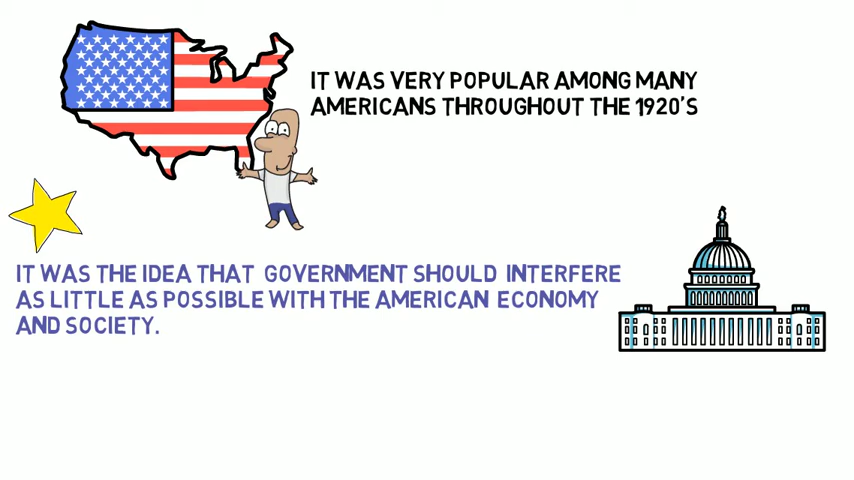 IT WAS VERY POPULAR AMONG MANY
AMERICANS THROUGHOUT THE 1920'S
IT WAS THE IDEA THAT GOVERNMENT SHOULD INTERFERE
AS LITTLE AS POSSIBLE WITH THE AMERICAN ECONOMY
AND SOCIETY.